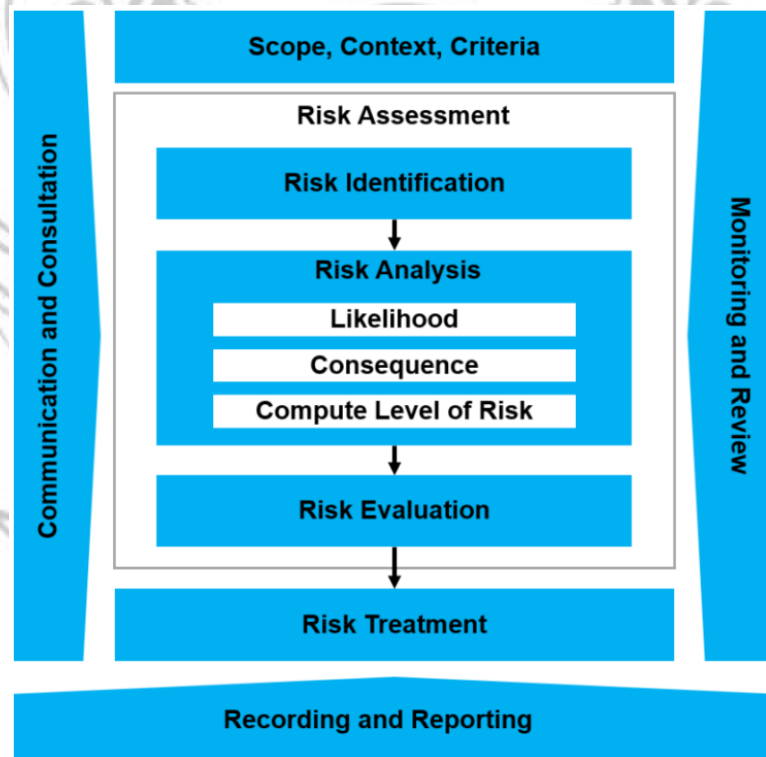 Scope, Context, Criteria
Communication and Consultation
Risk Assessment
Risk Identification
Risk Analysis
Likelihood
Consequence
Compute Level of Risk
Risk Evaluation
Risk Treatment
Monitoring and Review
Recording and Reporting